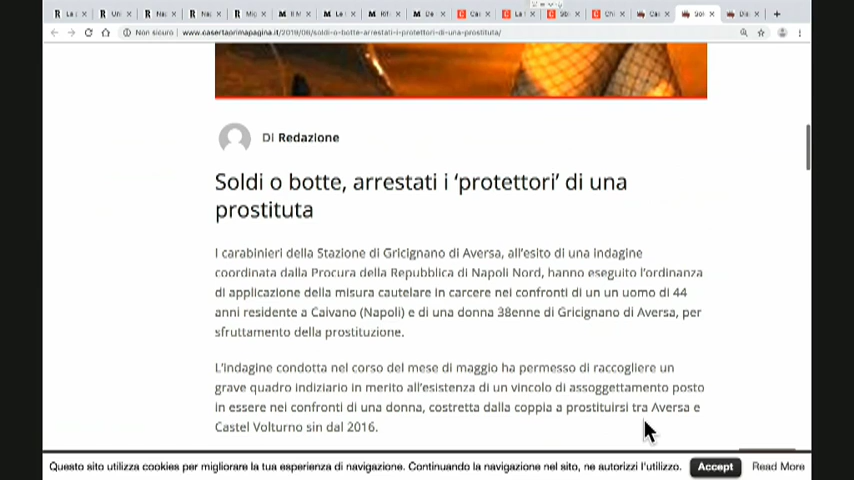 Non sicuro | www.casertaprimapagina.it/2019/06/soldi-o-botte-arrestati-i-protettori-di-una-prostituta/
DI Redazione
Soldi o botte, arrestati i ‘protettori’ di una
prostituta
I carabinieri della Stazione di Gricignano di Aversa, all’esito di una indagine
coordinata dalla Procura della Repubblica di Napoli Nord, hanno eseguito l’ordinanza
di applicazione della misura cautelare in carcere nei confronti di un un uomo di 44
anni residente a Caivano (Napoli) e di una donna 38enne di Gricignano di Aversa, per
sfruttamento della prostituzione.
L’indagine condotta nel corso del mese di maggio ha permesso di raccogliere un
grave quadro indiziario in merito all’esistenza di un vincolo di assoggettamento posto
in essere nei confronti di una donna, costretta dalla coppia a prostituirsi tra Aversa e
Castel Volturno sin dal 2016.
Questo sito utilizza cookies per migliorare la tua esperienza di navigazione. Continuando la navigazione nel sito, ne autorizzi l'utilizzo. Accept Read More